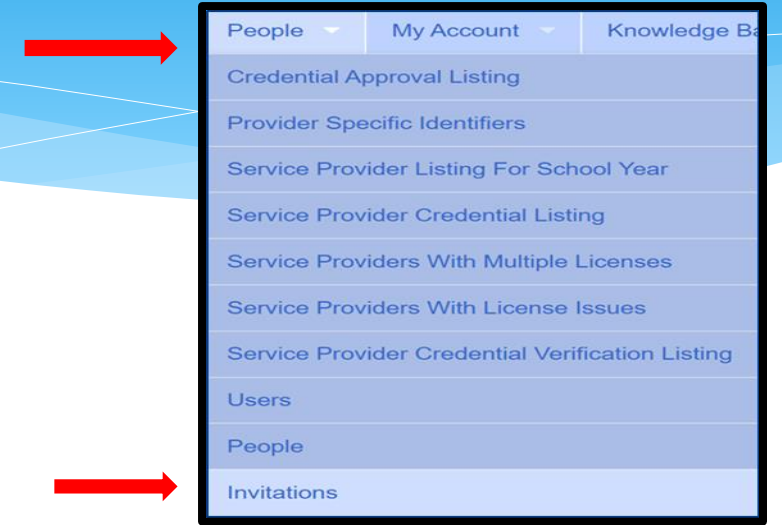 People My Account Knowledge
Credential Approval Listing
Provider Specific Identifiers
Service Provider Listing For School Year
Service Provider Credential Listing
Service Providers With Multiple Licenses
Service Providers With License Issues
Service Provider Credential Verification Listing
Users
People
Invitations